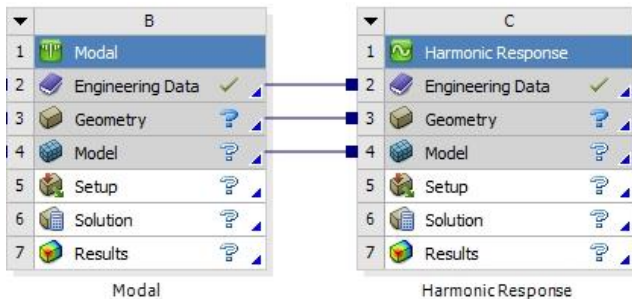 B
1 Modal
2 Engineering Data
3 Geometry
4 Model
5 Setup
6 Solution
7 Results
Modal
C
1 Harmonic Response
2 Engineering Data
3 Geometry
4 Model
5 Setup
6 Solution
7 Results
Harmonic Response